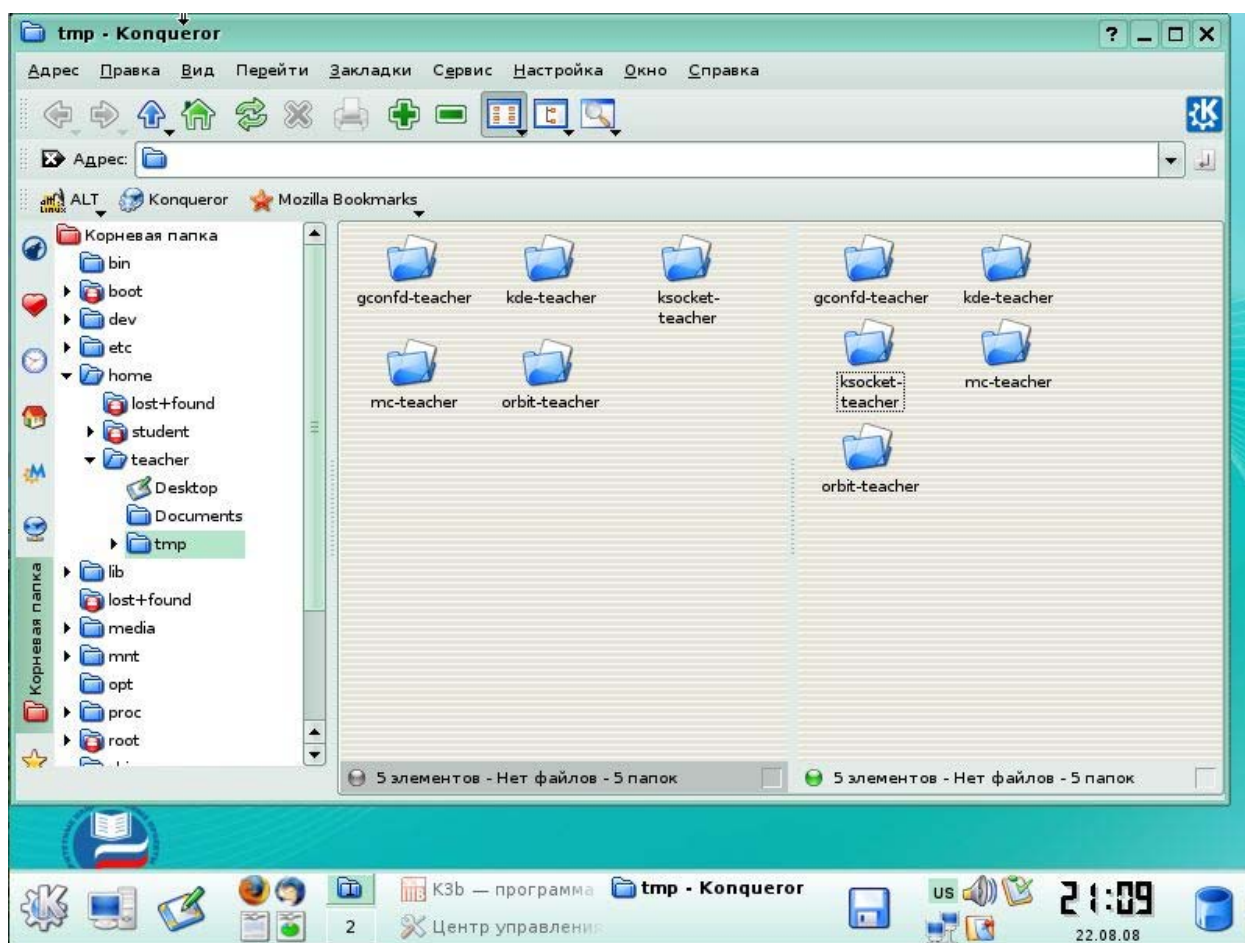 tmp - Konqueror
?
Адрес Правка Вид Перейти Закладки Сервис Настройка Окно Справка
Адрес:
ALT Konqueror Mozilla Bookmarks
Корневая папка
bin
boot
dev
etc
home
lost+found
student
teacher
Desktop
Documents
tmp
lib
lost+found
media
mnt
opt
proc
root
Корневая папка
gconfd-teacher kde-teacher ksocket-
teacher
mc-teacher orbit-teacher
gconfd-teacher kde-teacher
ksocket-
teacher
mc-teacher
orbit-teacher
5 элементов - Нет файлов - 5 папок
5 элементов - Нет файлов - 5 папок
K3b — программа
tmp - Konqueror
2
Центр управления
us
21:09
22.08.08